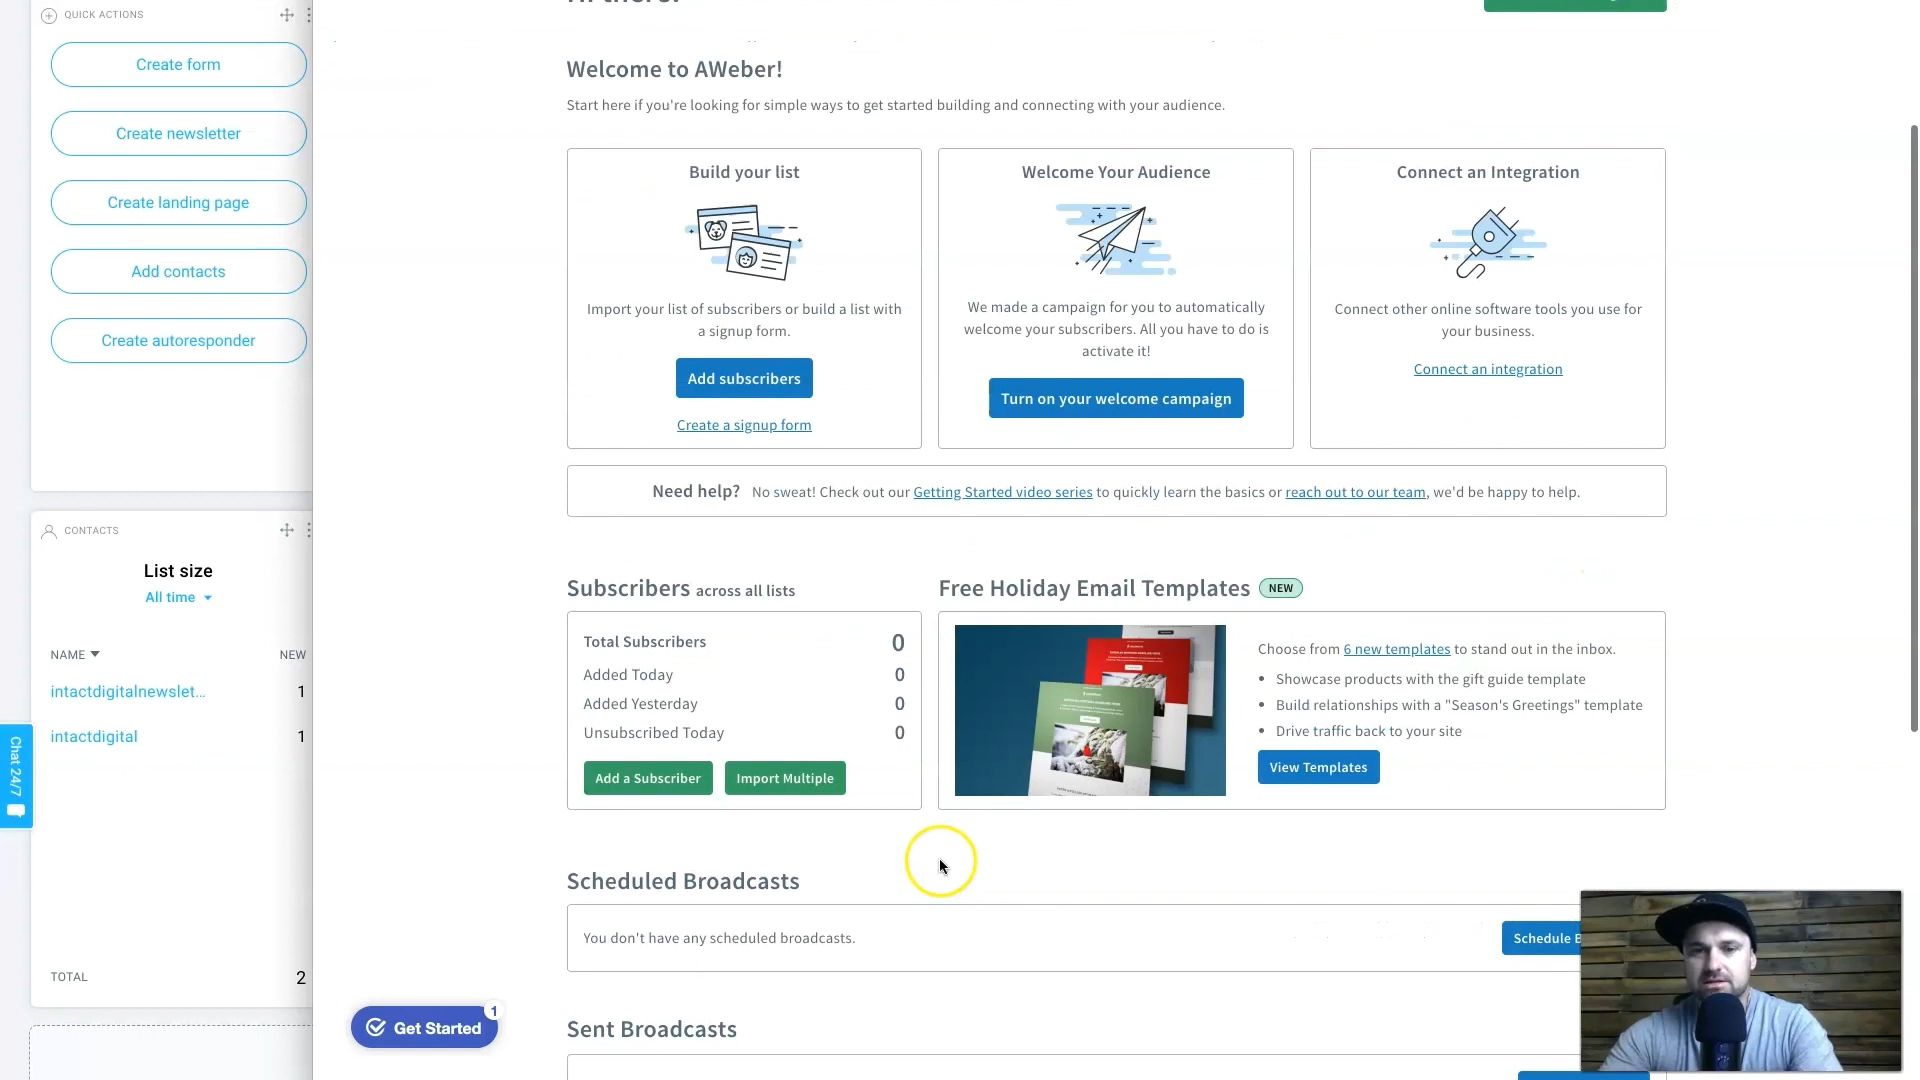 QUICK ACTIONS
Create form
Create newsletter
Create landing page
Add contacts
Create autoresponder
CONTACTS
List size
All time
NAME NEW
intactdigitalnewslet... 1
intactdigital 1
TOTAL 2
Chat 24/7
Welcome to AWeber!
Start here if you're looking for simple ways to get started building and connecting with your audience.
Build your list
Import your list of subscribers or build a list with
a signup form.
Add subscribers
Create a signup form
Welcome Your Audience
We made a campaign for you to automatically
welcome your subscribers. All you have to do is
activate it!
Turn on your welcome campaign
Connect an Integration
Connect other online software tools you use for
your business.
Connect an integration
Need help? No sweat! Check out our Getting Started video series to quickly learn the basics or reach out to our team, we'd be happy to help.
Subscribers across all lists
Total Subscribers 0
Added Today 0
Added Yesterday 0
Unsubscribed Today 0
Add a Subscriber Import Multiple
Free Holiday Email Templates NEW
Choose from 6 new templates to stand out in the inbox.
• Showcase products with the gift guide template
• Build relationships with a "Season's Greetings" template
• Drive traffic back to your site
View Templates
Scheduled Broadcasts
You don't have any scheduled broadcasts.
Schedule B
Get Started 1
Sent Broadcasts